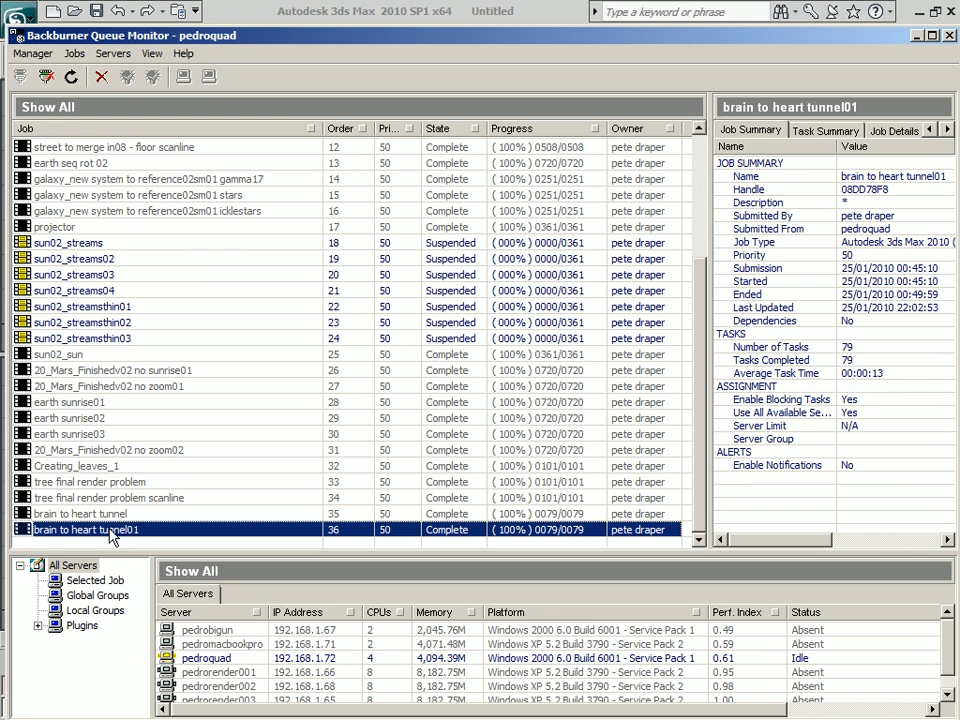 Autodesk 3ds Max 2010 SP1 x64 Untitled
Type a keyword or phrase
Backburner Queue Monitor - pedroquad
Manager Jobs Servers View Help
Show All
Job Order Pri... State Progress Owner
street to merge in08 - floor scanline 12 50 Complete ( 100% ) 0508/0508 pete draper
earth seq rot 02 13 50 Complete ( 100% ) 0720/0720 pete draper
galaxy_new system to reference02sm01 gamma17 14 50 Complete ( 100% ) 0251/0251 pete draper
galaxy_new system to reference02sm01 stars 15 50 Complete ( 100% ) 0251/0251 pete draper
galaxy_new system to reference02sm01 icklestars 16 50 Complete ( 100% ) 0251/0251 pete draper
projector 17 50 Complete ( 100% ) 0361/0361 pete draper
sun02_streams 18 50 Suspended ( 000% ) 0000/0361 pete draper
sun02_streams02 19 50 Suspended ( 000% ) 0000/0361 pete draper
sun02_streams03 20 50 Suspended ( 000% ) 0000/0361 pete draper
sun02_streams04 21 50 Suspended ( 000% ) 0000/0361 pete draper
sun02_streamsthin01 22 50 Suspended ( 000% ) 0000/0361 pete draper
sun02_streamsthin02 23 50 Suspended ( 000% ) 0000/0361 pete draper
sun02_streamsthin03 24 50 Suspended ( 000% ) 0000/0361 pete draper
sun02_sun 25 50 Complete ( 100% ) 0361/0361 pete draper
20_Mars_Finishedv02 no sunrise01 26 50 Complete ( 100% ) 0720/0720 pete draper
20_Mars_Finishedv02 no zoom01 27 50 Complete ( 100% ) 0720/0720 pete draper
earth sunrise01 28 50 Complete ( 100% ) 0720/0720 pete draper
earth sunrise02 29 50 Complete ( 100% ) 0720/0720 pete draper
earth sunrise03 30 50 Complete ( 100% ) 0720/0720 pete draper
20_Mars_Finishedv02 no zoom02 31 50 Complete ( 100% ) 0720/0720 pete draper
Creating_leaves_1 32 50 Complete ( 100% ) 0101/0101 pete draper
tree final render problem 33 50 Complete ( 100% ) 0101/0101 pete draper
tree final render problem scanline 34 50 Complete ( 100% ) 0101/0101 pete draper
brain to heart tunnel 35 50 Complete ( 100% ) 0079/0079 pete draper
brain to heart tunnel01 36 50 Complete ( 100% ) 0079/0079 pete draper
brain to heart tunnel01
Job Summary Task Summary Job Details
Name Value
JOB SUMMARY
Name brain to heart tunnel01
Handle 08DD78F8
Description *
Submitted By pete draper
Submitted From pedroquad
Job Type Autodesk 3ds Max 2010 (
Priority 50
Submission 25/01/2010 00:45:10
Started 25/01/2010 00:45:10
Ended 25/01/2010 00:49:59
Last Updated 25/01/2010 22:02:53
Dependencies No
TASKS
Number of Tasks 79
Tasks Completed 79
Average Task Time 00:00:13
ASSIGNMENT
Enable Blocking Tasks Yes
Use All Available Se... Yes
Server Limit N/A
Server Group
ALERTS
Enable Notifications No
All Servers
Selected Job
Global Groups
Local Groups
Plugins
Show All
All Servers
Server IP Address CPUs Memory Platform Perf. Index Status
pedrobigun 192.168.1.67 2 2,045.76M Windows 2000 6.0 Build 6001 - Service Pack 1 0.49 Absent
pedromacbookpro 192.168.1.71 2 4,071.48M Windows XP 5.2 Build 3790 - Service Pack 2 0.59 Absent
pedroquad 192.168.1.72 4 4,094.39M Windows 2000 6.0 Build 6001 - Service Pack 1 0.61 Idle
pedrorender001 192.168.1.66 8 8,182.75M Windows XP 5.2 Build 3790 - Service Pack 2 0.95 Absent
pedrorender002 192.168.1.68 8 8,182.75M Windows XP 5.2 Build 3790 - Service Pack 2 0.98 Absent
pedrorender003 192.168.1.65 8 8,182.75M Windows XP 5.2 Build 3790 - Service Pack 2 1.00 Absent